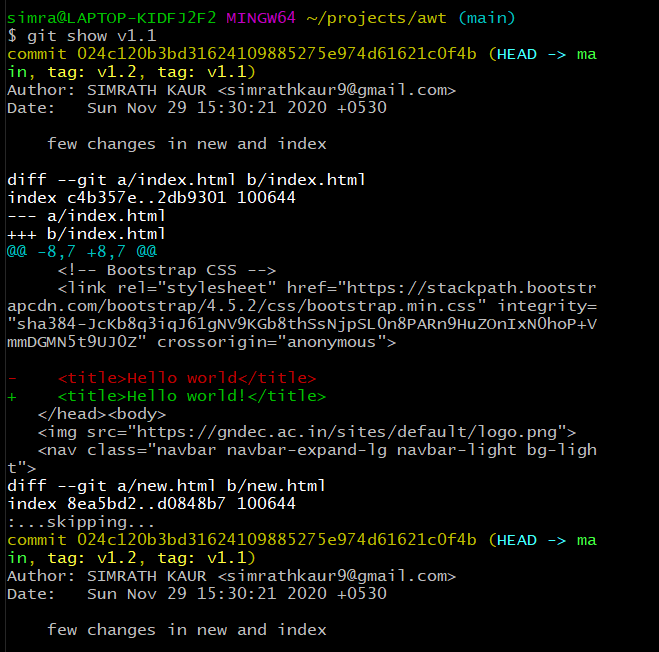 simra@LAPTOP-KIDFJ2F2 MINGW64 ~/projects/awt (main)
$ git show v1.1
commit 024c120b3bd31624109885275e974d61621c0f4b (HEAD -> ma
in, tag: v1.2, tag: v1.1)
Author: SIMRATH KAUR <simrathkaur9@gmail.com>
Date:   Sun Nov 29 15:30:21 2020 +0530

    few changes in new and index

diff --git a/index.html b/index.html
index c4b357e..2db9301 100644
--- a/index.html
+++ b/index.html
@@ -8,7 +8,7 @@
     <!-- Bootstrap CSS -->
     <link rel="stylesheet" href="https://stackpath.bootstr
apcdn.com/bootstrap/4.5.2/css/bootstrap.min.css" integrity=
"sha384-JcKb8q3iqJ61gNV9KGb8thSsNjpSL0n8PARn9HuZOnIxN0hoP+V
mmDGMN5t9UJ0Z" crossorigin="anonymous">

-    <title>Hello world</title>
+    <title>Hello world!</title>
   </head><body>
   <img src="https://gndec.ac.in/sites/default/logo.png">
   <nav class="navbar navbar-expand-lg navbar-light bg-ligh
t">
diff --git a/new.html b/new.html
index 8ea5bd2..d0848b7 100644
:...skipping...
commit 024c120b3bd31624109885275e974d61621c0f4b (HEAD -> ma
in, tag: v1.2, tag: v1.1)
Author: SIMRATH KAUR <simrathkaur9@gmail.com>
Date:   Sun Nov 29 15:30:21 2020 +0530

    few changes in new and index